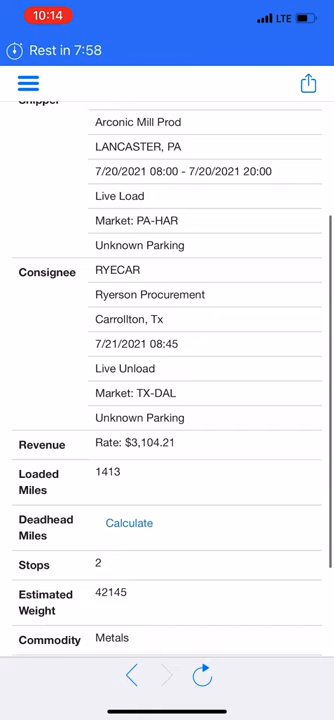 10:14
LTE
Rest in 7:58
Shipper
Arconic Mill Prod
LANCASTER, PA
7/20/2021 08:00 - 7/20/2021 20:00
Live Load
Market: PA-HAR
Unknown Parking
Consignee
RYECAR
Ryerson Procurement
Carrollton, Tx
7/21/2021 08:45
Live Unload
Market: TX-DAL
Unknown Parking
Revenue
Rate: $3,104.21
Loaded
Miles
1413
Deadhead
Miles
Calculate
Stops
2
Estimated
Weight
42145
Commodity
Metals